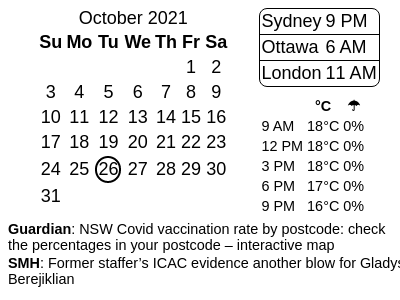 October 2021
Su Mo Tu We Th Fr Sa
1 2
3 4 5 6 7 8 9
10 11 12 13 14 15 16
17 18 19 20 21 22 23
24 25 26 27 28 29 30
31
Sydney 9 PM
Ottawa 6 AM
London 11 AM
°C ☂
9 AM 18°C 0%
12 PM 18°C 0%
3 PM 18°C 0%
6 PM 17°C 0%
9 PM 16°C 0%
Guardian: NSW Covid vaccination rate by postcode: check
the percentages in your postcode – interactive map
SMH: Former staffer’s ICAC evidence another blow for Gladys
Berejiklian